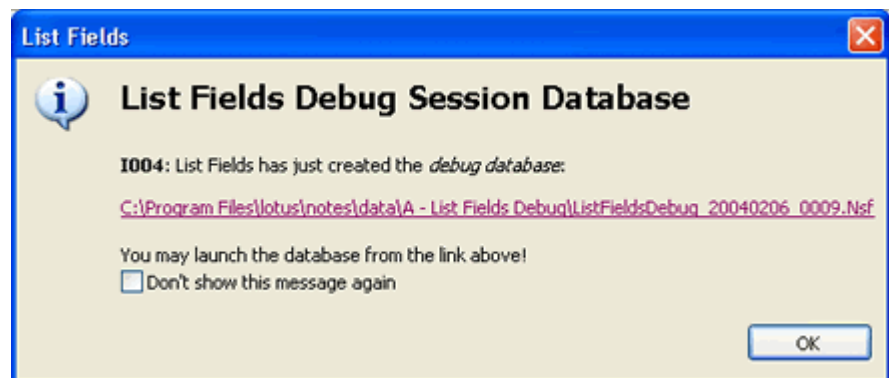 List Fields
List Fields Debug Session Database
I004: List Fields has just created the debug database:
C:\Program Files\lotus\notes\data\A - List Fields Debug\ListFieldsDebug_20040206_0009.Nsf
You may launch the database from the link above!
Don't show this message again
OK